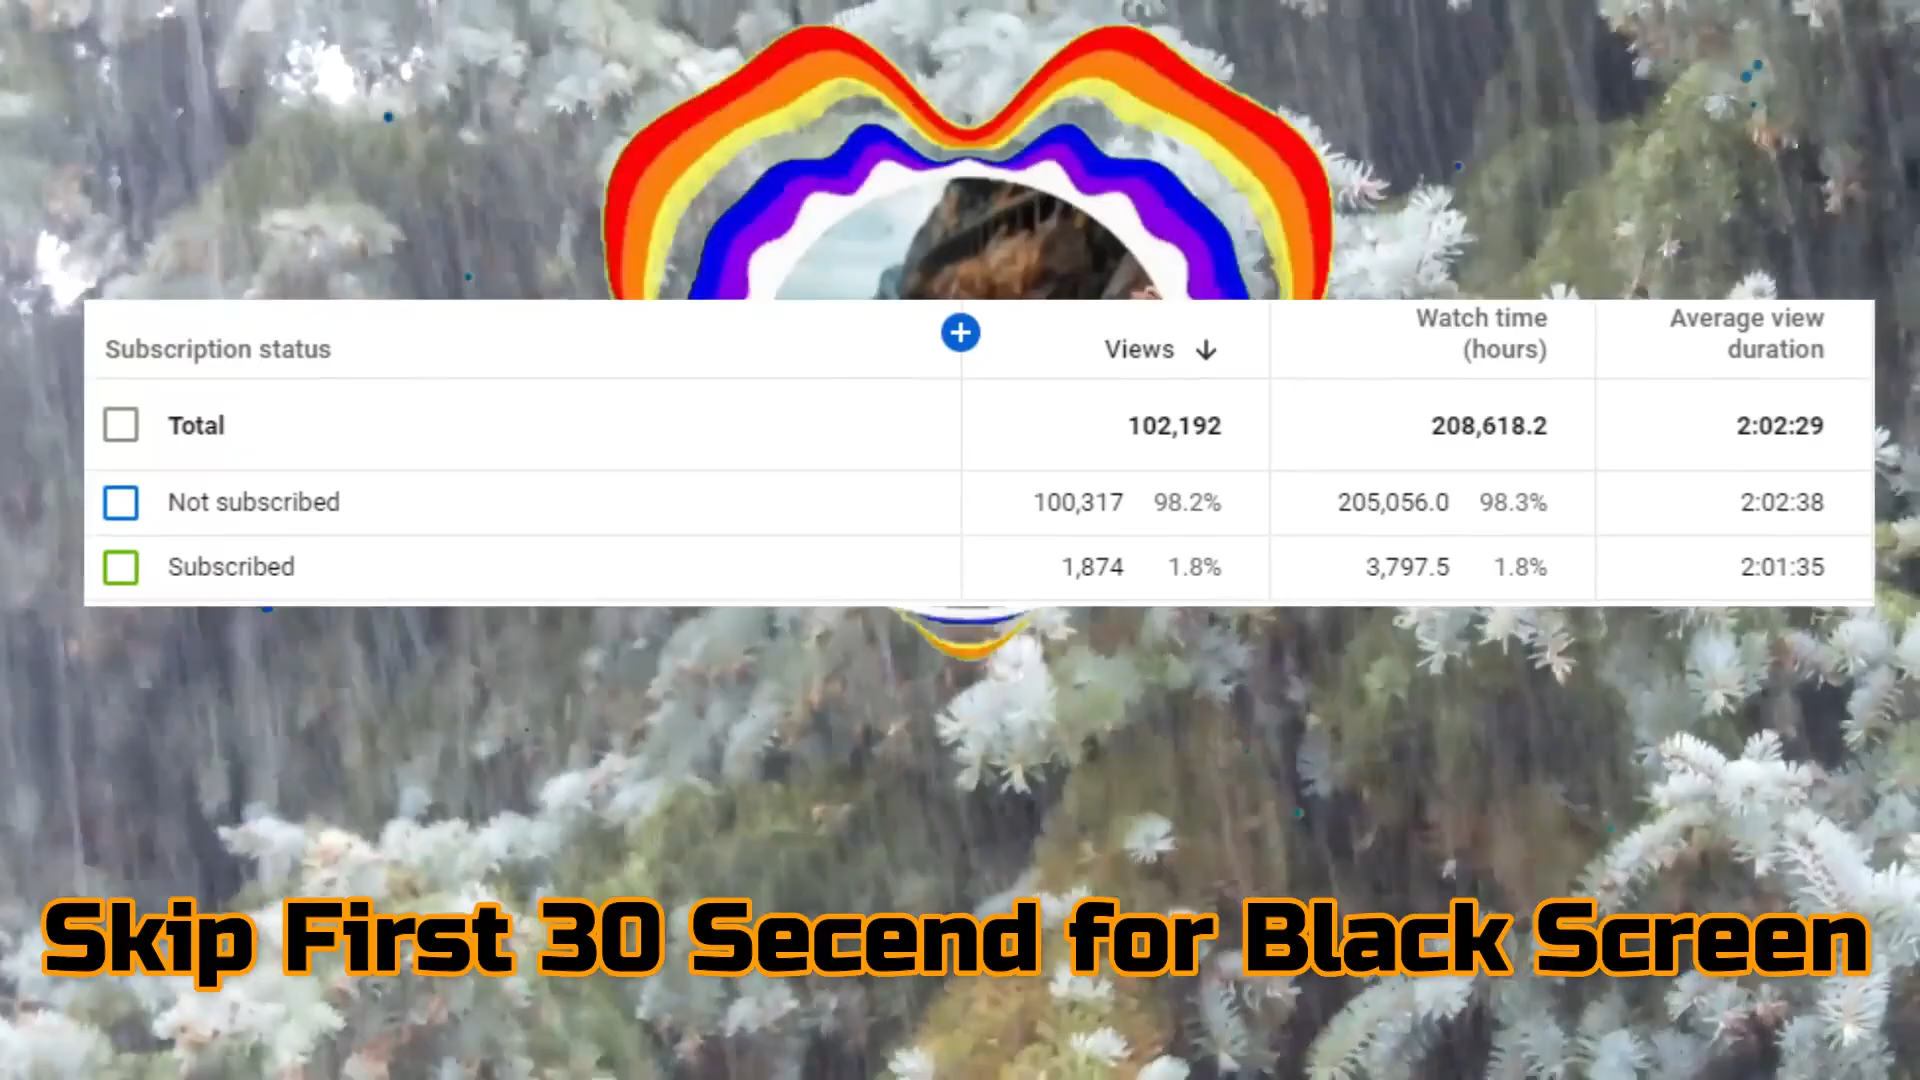 Subscription status Views Watch time (hours) Average view duration
Total 102,192 208,618.2 2:02:29
Not subscribed 100,317 98.2% 205,056.0 98.3% 2:02:38
Subscribed 1,874 1.8% 3,797.5 1.8% 2:01:35
Skip First 30 Secend for Black Screen